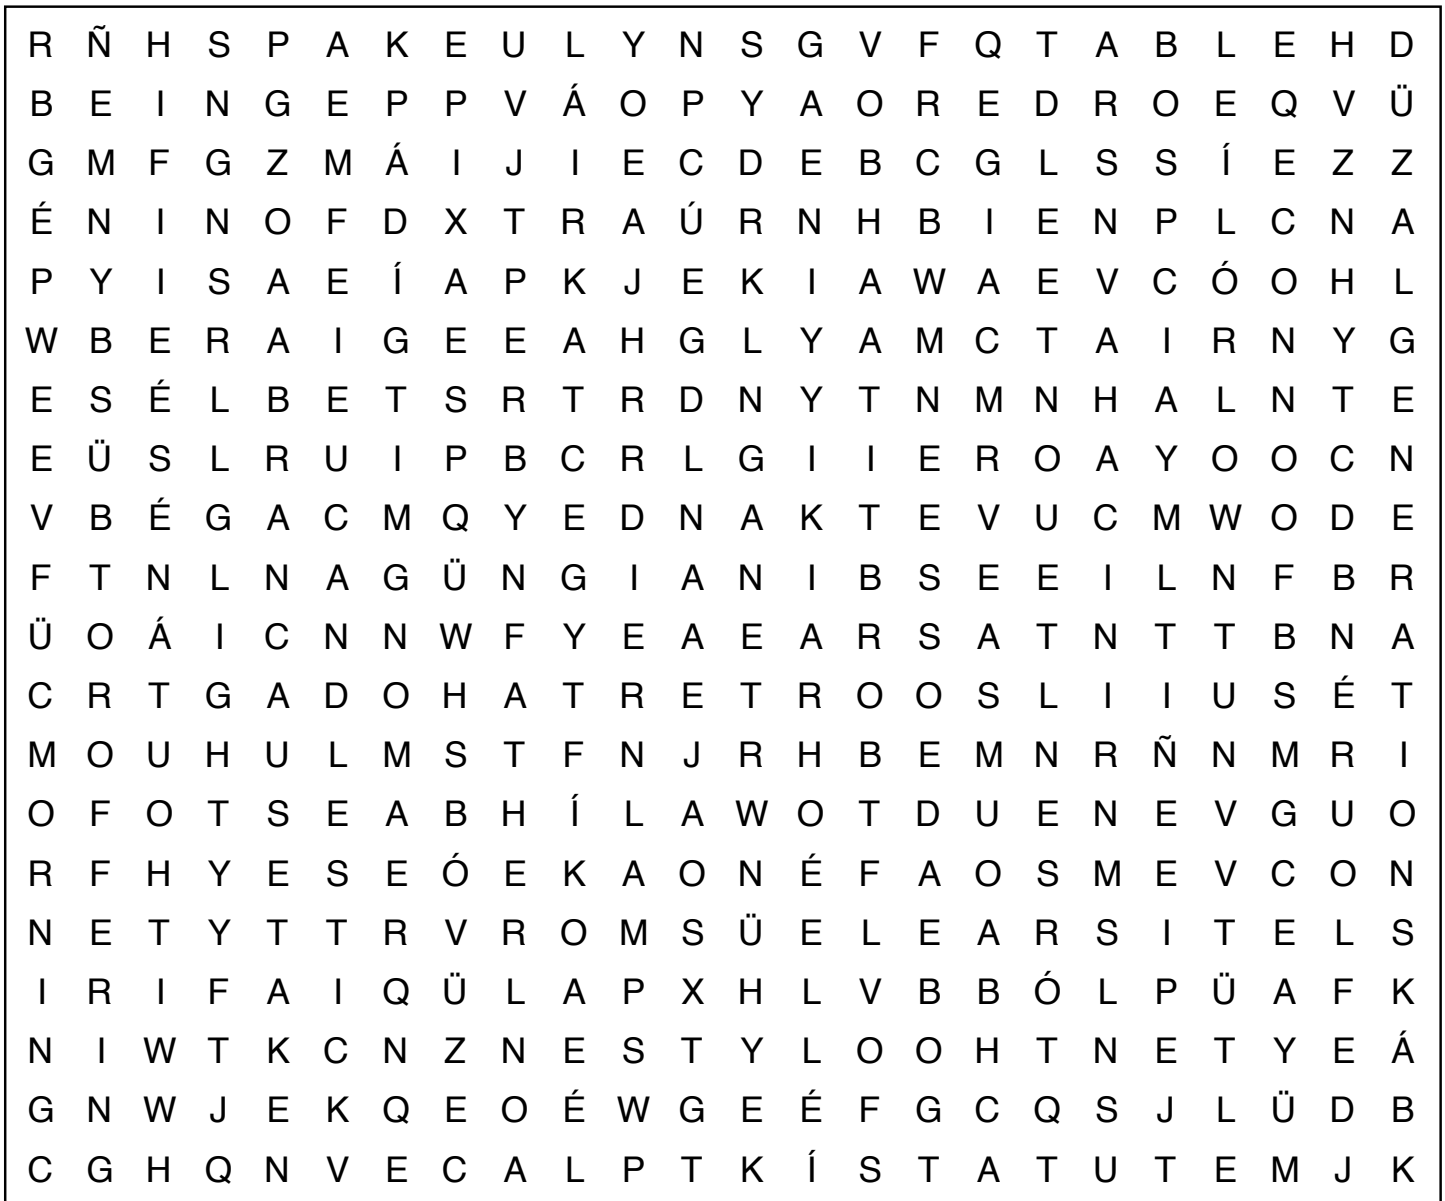 R Ñ H S P A K E U L Y N S G V F Q T A B L E H D
B E I N G E P P V Á O P Y A O R E D R O E Q V Ü
G M F G Z M Á I J I E C D E B C G L S S Í E Z Z
É N I N O F D X T R A Ú R N H B I E N P L C N A
P Y I S A E Í A P K J E K I A W A E V C Ó O H L
W B E R A I G E E A H G L Y A M C T A I R N Y G
E S É L B E T S R T R D N Y T N M N H A L N T E
E Ü S L R U I P B C R L G I I E R O A Y O O C N
V B É G A C M Q Y E D N A K T E V U C M W O D E
F T N L N A G Ü N G I A N I B S E E I L N F B R
Ü O Á I C N N W F Y E A E A R S A T N T T B N A
C R T G A D O H A T R E T R O O S L I I U S É T
M O U H U L M S T F N J R H B E M N R Ñ N M R I
O F O T S E A B H Í L A W O T D U E N E V G U O
R F H Y E S E Ó E K A O N É F A O S M E V C O N
N E T Y T T R V R O M S Ü E L E A R S I T E L S
I R I F A I Q Ü L A P X H L V B B Ó L P Ü A F K
N I W T K C N Z N E S T Y L O O H T N E T Y E Á
G N W J E K Q E O É W G E É F G C Q S J L Ü D B
C G H Q N V E C A L P T K Í S T A T U T E M J K